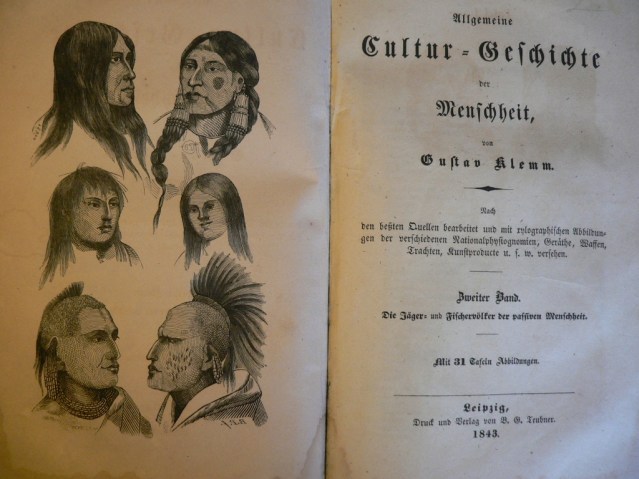 Allgemeine
Cultur-Geschichte
der
Menschheit,
von
Gustav Klemm.
Nach
den beßten Quellen bearbeitet und mit xylographischen Abbildun-
gen der verschiedenen Nationalphysiognomien, Geräthe, Waffen,
Trachten, Kunstproducte u. s. w. versehen.
Zweiter Band.
Die Jäger- und Fischervölker der passiven Menschheit.
Mit 31 Tafeln Abbildungen.
Leipzig,
Druck und Verlag von B. G. Teubner.
1843.